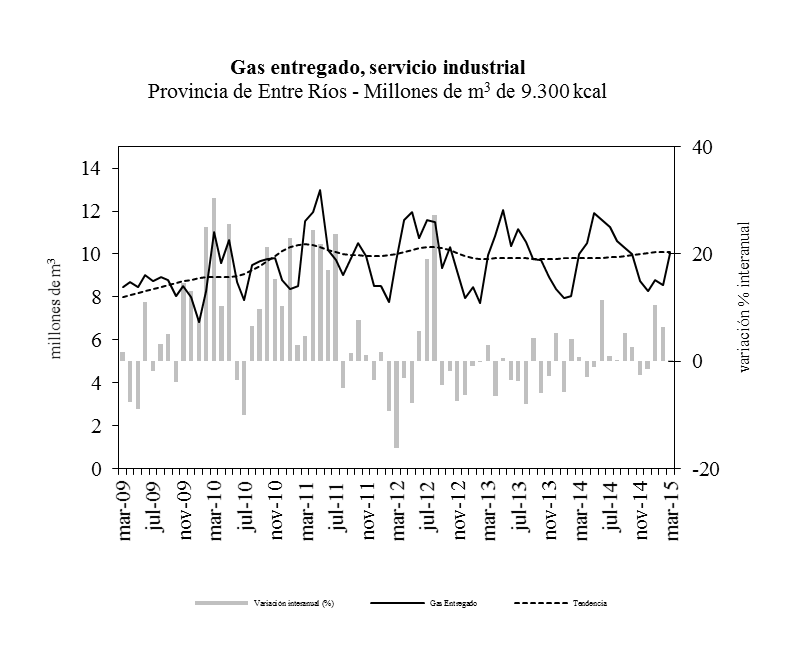 Gas entregado, servicio industrial
Provincia de Entre Ríos - Millones de m³ de 9.300 kcal
millones de m³
14
12
10
8
6
4
2
0
40
20
0
-20
variación % interanual
mar-09
jul-09
nov-09
mar-10
jul-10
nov-10
mar-11
jul-11
nov-11
mar-12
jul-12
nov-12
mar-13
jul-13
nov-13
mar-14
jul-14
nov-14
mar-15
Variación interanual (%) Gas Entregado Tendencia